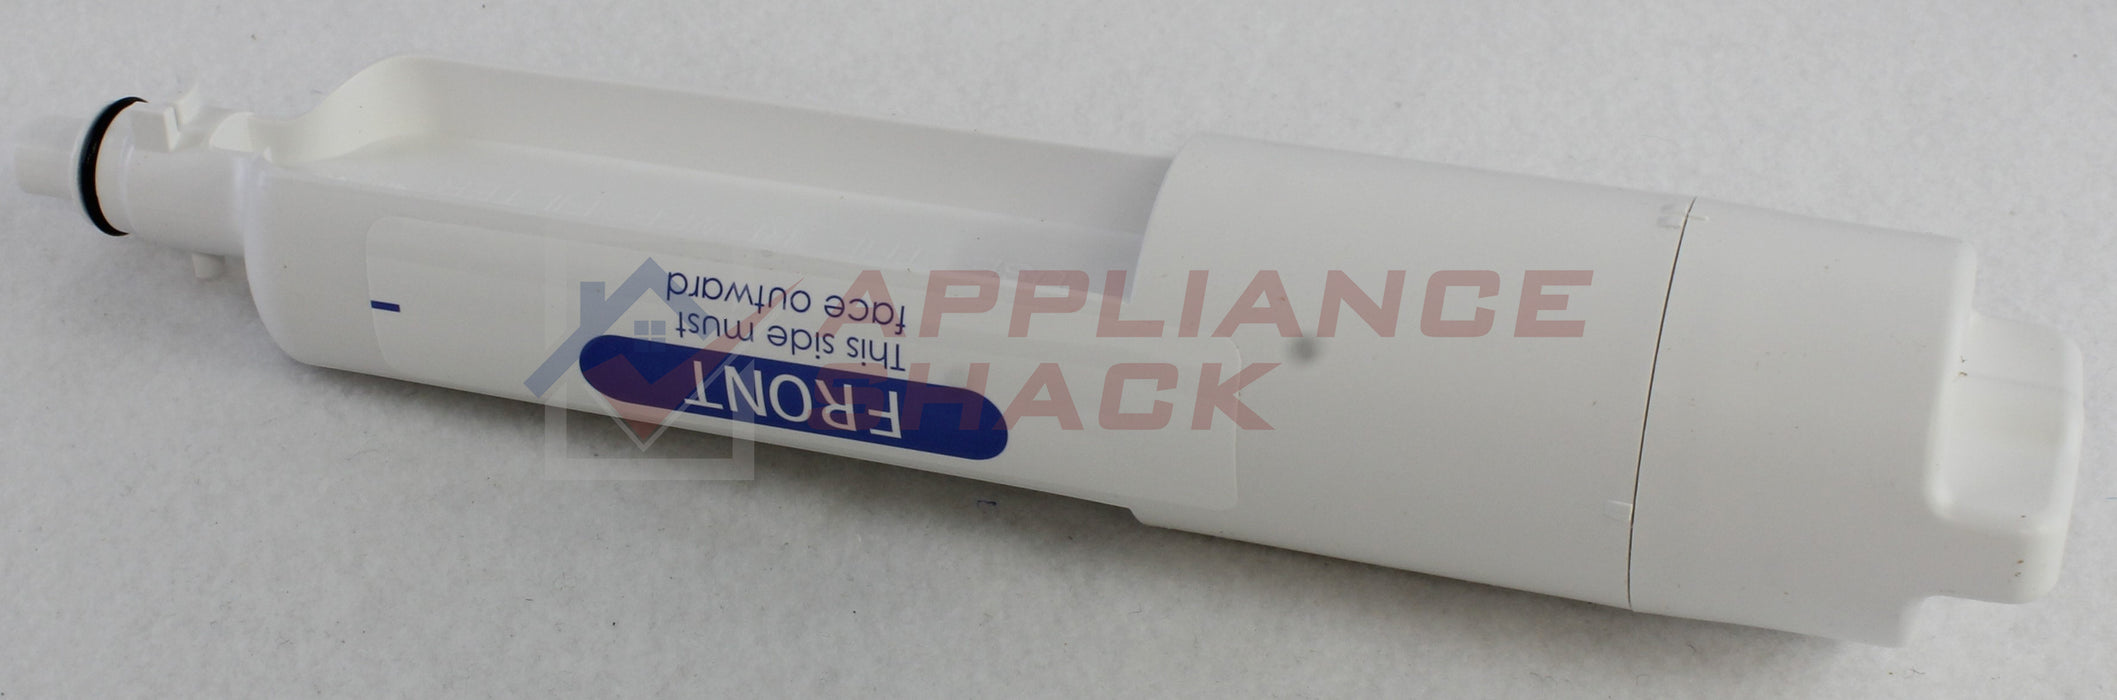 FRONT
This side must
face outward
APPLIANCE
SHACK